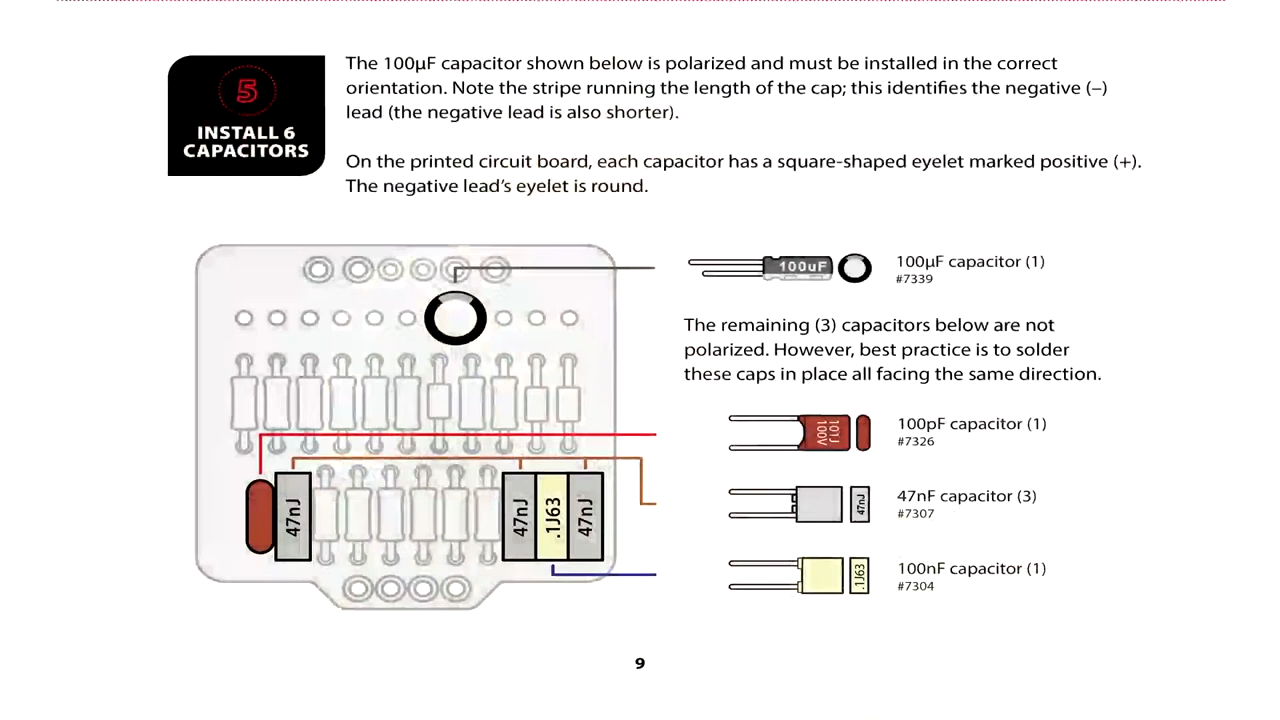 5
INSTALL 6
CAPACITORS
The 100µF capacitor shown below is polarized and must be installed in the correct
orientation. Note the stripe running the length of the cap; this identifies the negative (–)
lead (the negative lead is also shorter).
On the printed circuit board, each capacitor has a square-shaped eyelet marked positive (+).
The negative lead's eyelet is round.
100uF
100µF capacitor (1)
#7339
The remaining (3) capacitors below are not
polarized. However, best practice is to solder
these caps in place all facing the same direction.
101J
100V
100pF capacitor (1)
#7326
47nJ
47nF capacitor (3)
#7307
.1J63
100nF capacitor (1)
#7304
47nJ
47nJ
.1J63
47nJ
9